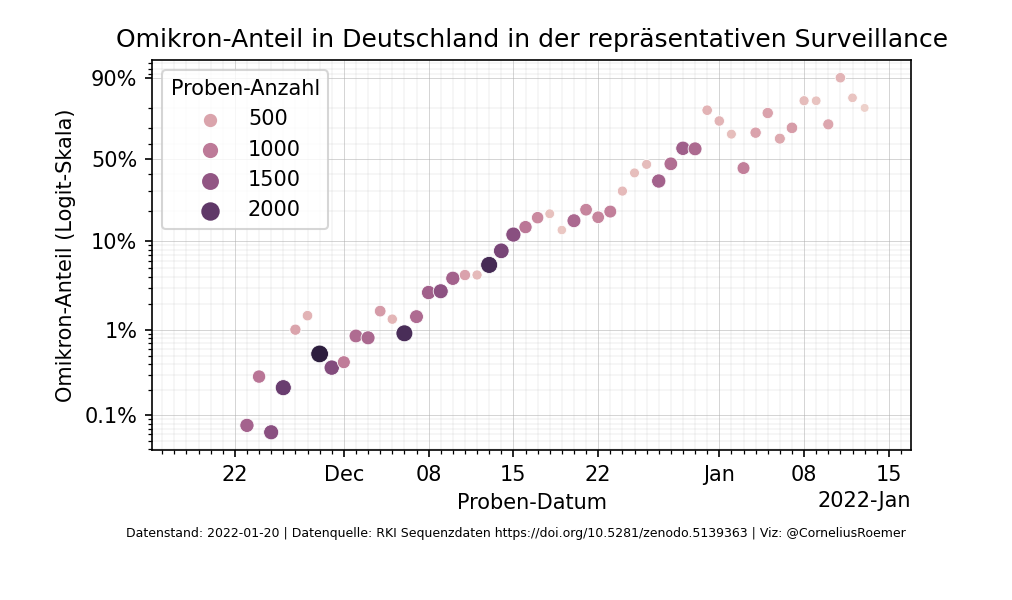 Omikron-Anteil in Deutschland in der repräsentativen Surveillance
Proben-Anzahl
500
1000
1500
2000
90%
50%
10%
1%
0.1%
Omikron-Anteil (Logit-Skala)
22 Dec 08 15 22 Jan 08 15
Proben-Datum
2022-Jan
Datenstand: 2022-01-20 | Datenquelle: RKI Sequenzdaten https://doi.org/10.5281/zenodo.5139363 | Viz: @CorneliusRoemer